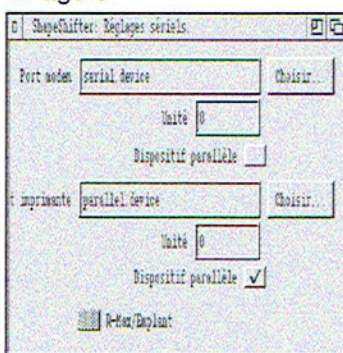 ShapeShifter: Réglages sériels.
Port modem serial.device Choisir...
Unité 0
Dispositif parallèle
t imprimante parallel.device Choisir...
Unité 0
Dispositif parallèle ✓
A-Max/Emplant